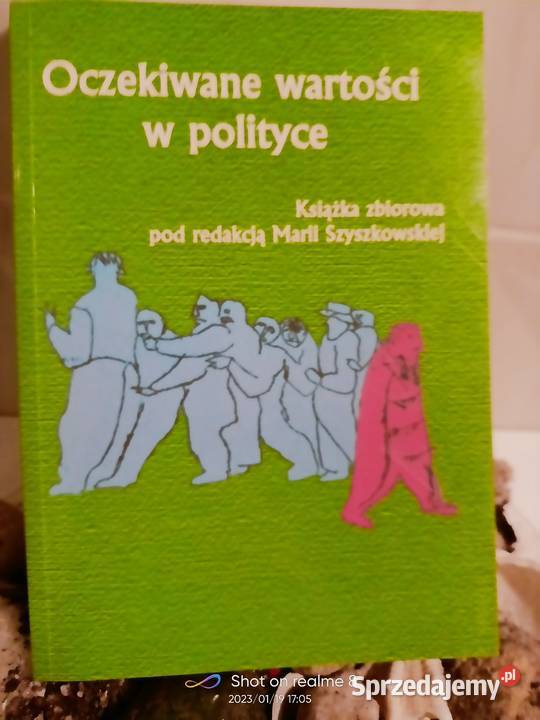 Oczekiwane wartości
w polityce
Książka zbiorowa
pod redakcją Marii Szyszkowskiej
Shot on realme 8
2023/01/19 17:05
Sprzedajemy.pl